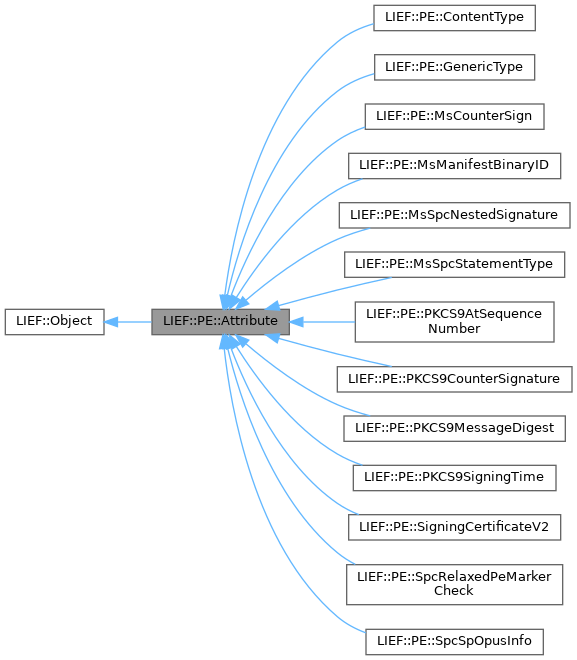 LIEF::PE::ContentType
LIEF::PE::GenericType
LIEF::PE::MsCounterSign
LIEF::PE::MsManifestBinaryID
LIEF::PE::MsSpcNestedSignature
LIEF::PE::MsSpcStatementType
LIEF::Object
LIEF::PE::Attribute
LIEF::PE::PKCS9AtSequence
Number
LIEF::PE::PKCS9CounterSignature
LIEF::PE::PKCS9MessageDigest
LIEF::PE::PKCS9SigningTime
LIEF::PE::SigningCertificateV2
LIEF::PE::SpcRelaxedPeMarker
Check
LIEF::PE::SpcSpOpusInfo